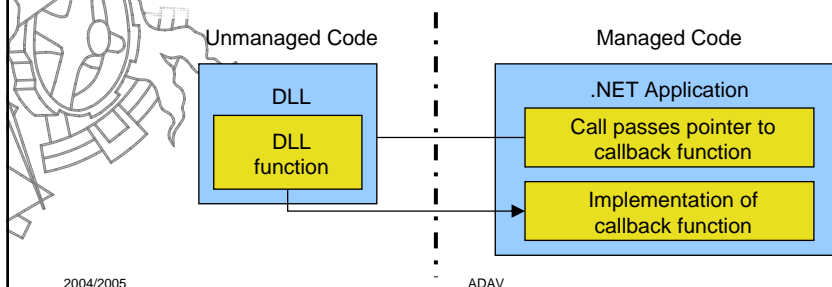 Unmanaged Code
Managed Code
DLL
DLL
function
.NET Application
Call passes pointer to
callback function
Implementation of
callback function
2004/2005
ADAV